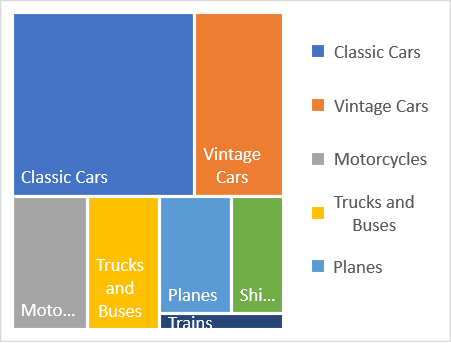 Classic Cars
Vintage
Cars
Moto...
Trucks
and
Buses
Planes
Shi...
Trains
Classic Cars
Vintage Cars
Motorcycles
Trucks and
Buses
Planes